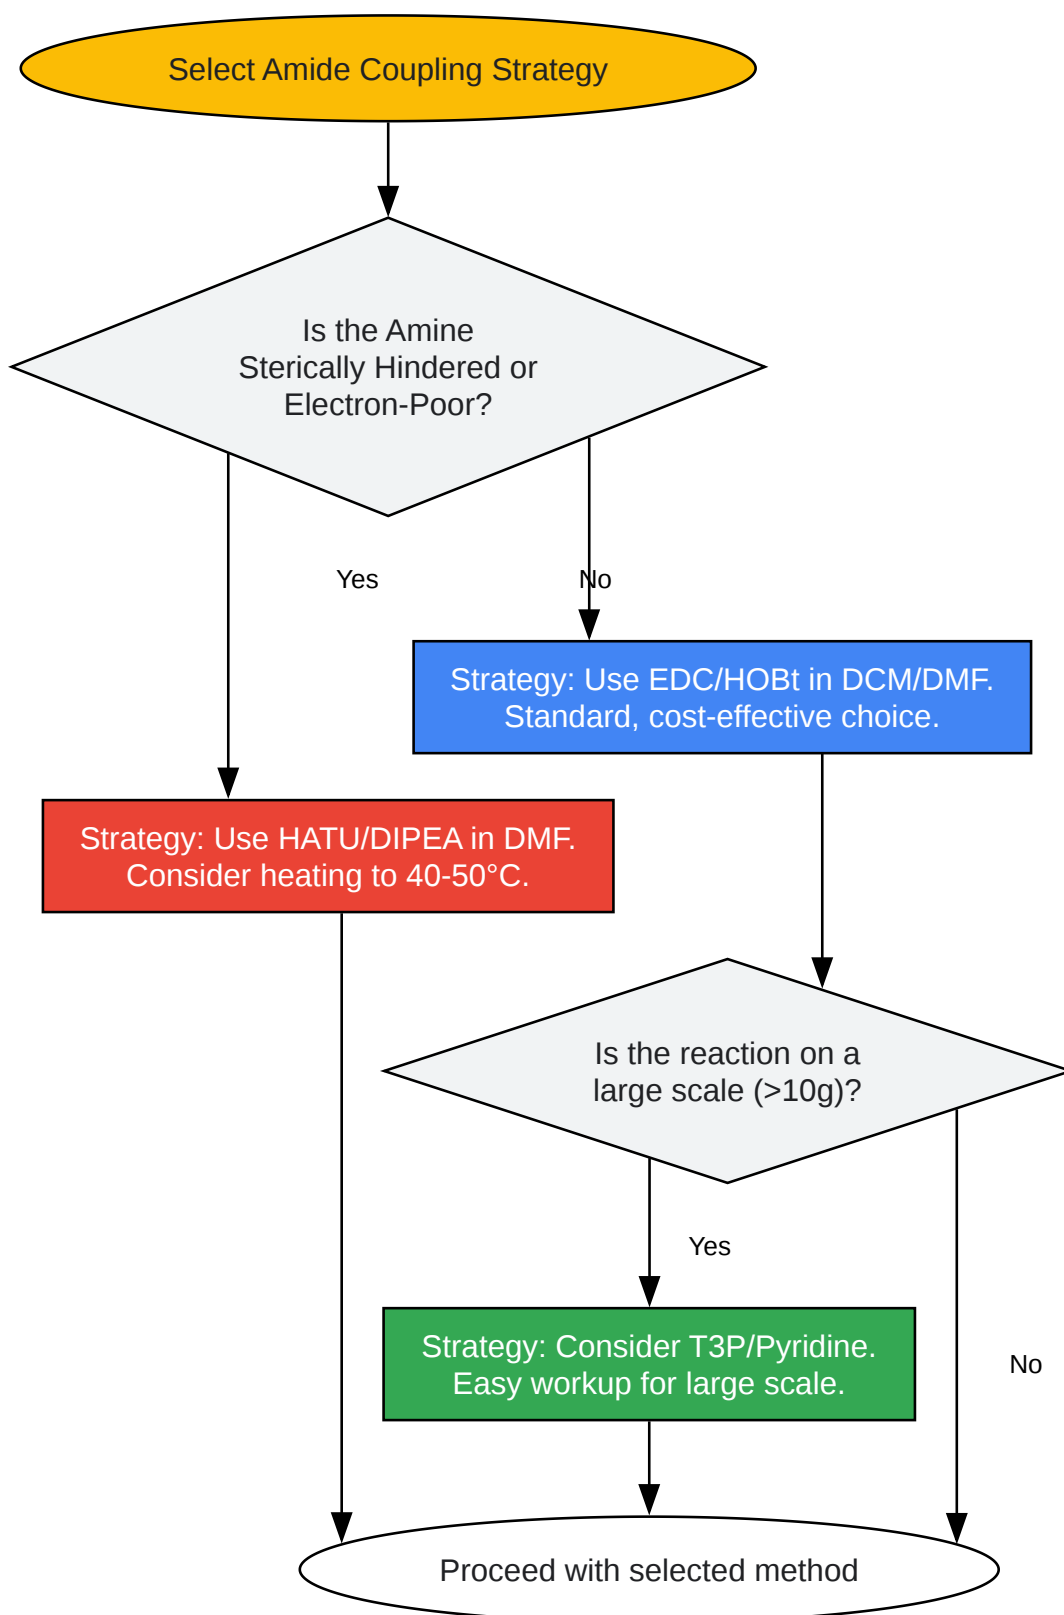 Select Amide Coupling Strategy
Is the Amine
Sterically Hindered or
Electron-Poor?
Yes
No
Strategy: Use EDC/HOBt in DCM/DMF.
Standard, cost-effective choice.
Strategy: Use HATU/DIPEA in DMF.
Consider heating to 40-50°C.
Is the reaction on a
large scale (>10g)?
Yes
Strategy: Consider T3P/Pyridine.
Easy workup for large scale.
No
Proceed with selected method